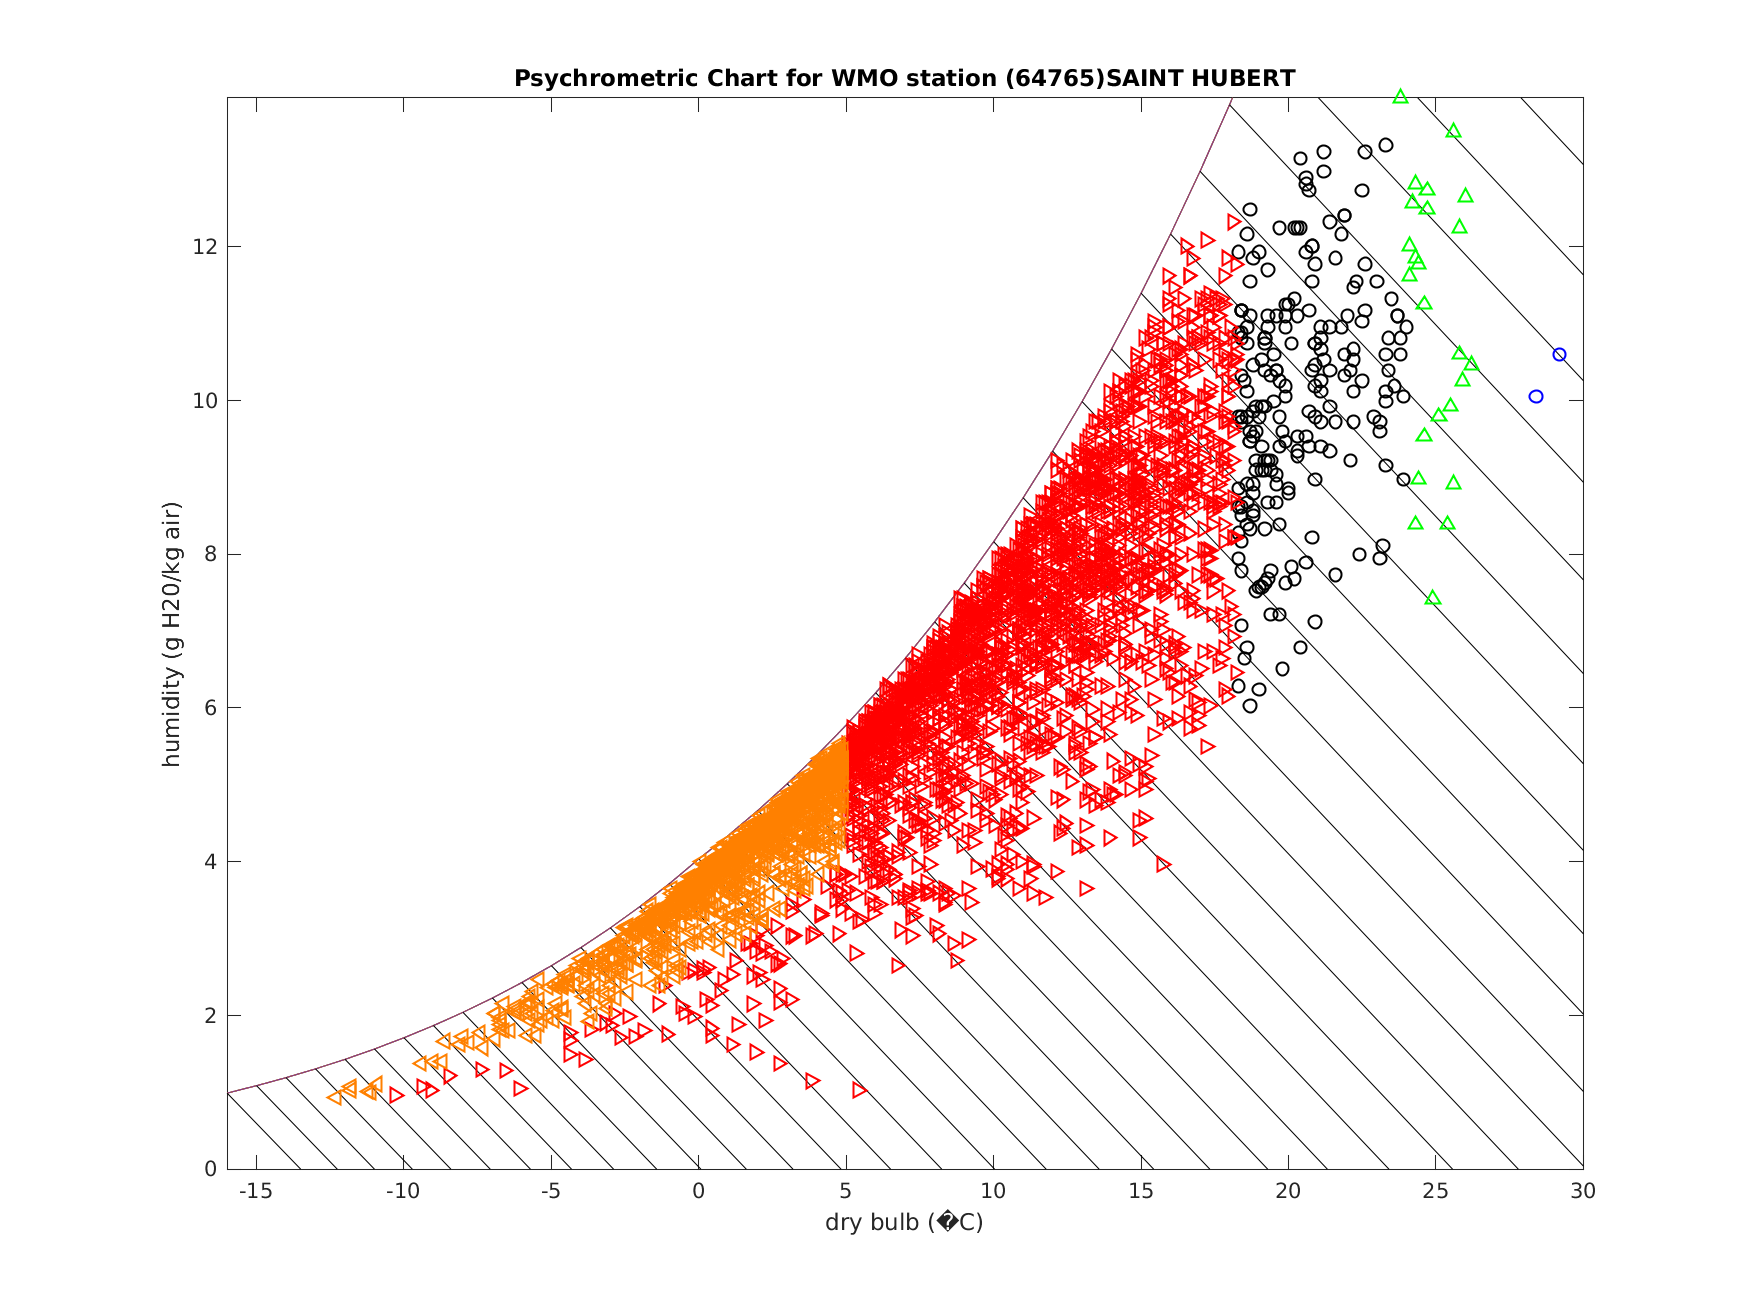 Psychrometric Chart for WMO station (64765)SAINT HUBERT
humidity (g H20/kg air)
12
10
8
6
4
2
0
-15 -10 -5 0 5 10 15 20 25 30
dry bulb (�C)